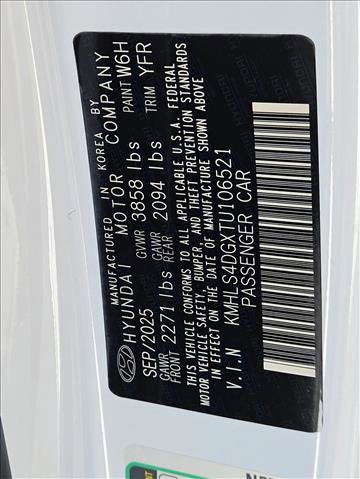 MANUFACTURED IN KOREA BY
HYUNDAI MOTOR COMPANY
SEP/2025 GVWR 3858 lbs PAINT W6H
GAWR FRONT 2271 lbs GAWR REAR 2094 lbs TRIM YFR
THIS VEHICLE CONFORMS TO ALL APPLICABLE U.S.A. FEDERAL
MOTOR VEHICLE SAFETY, BUMPER, AND THEFT PREVENTION STANDARDS
IN EFFECT ON THE DATE OF MANUFACTURE SHOWN ABOVE
V.I.N KMHLS4DGXTU106521
PASSENGER CAR